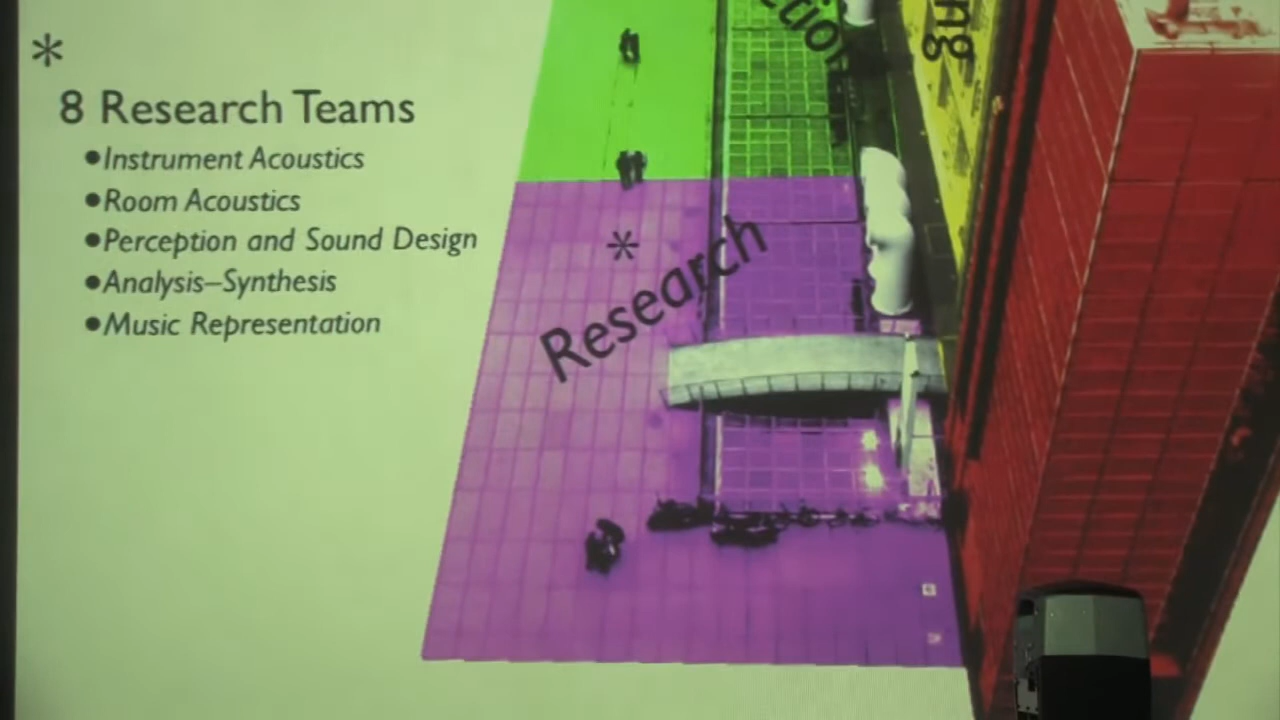 *
8 Research Teams
•Instrument Acoustics
•Room Acoustics
•Perception and Sound Design
•Analysis–Synthesis
•Music Representation
*
Research